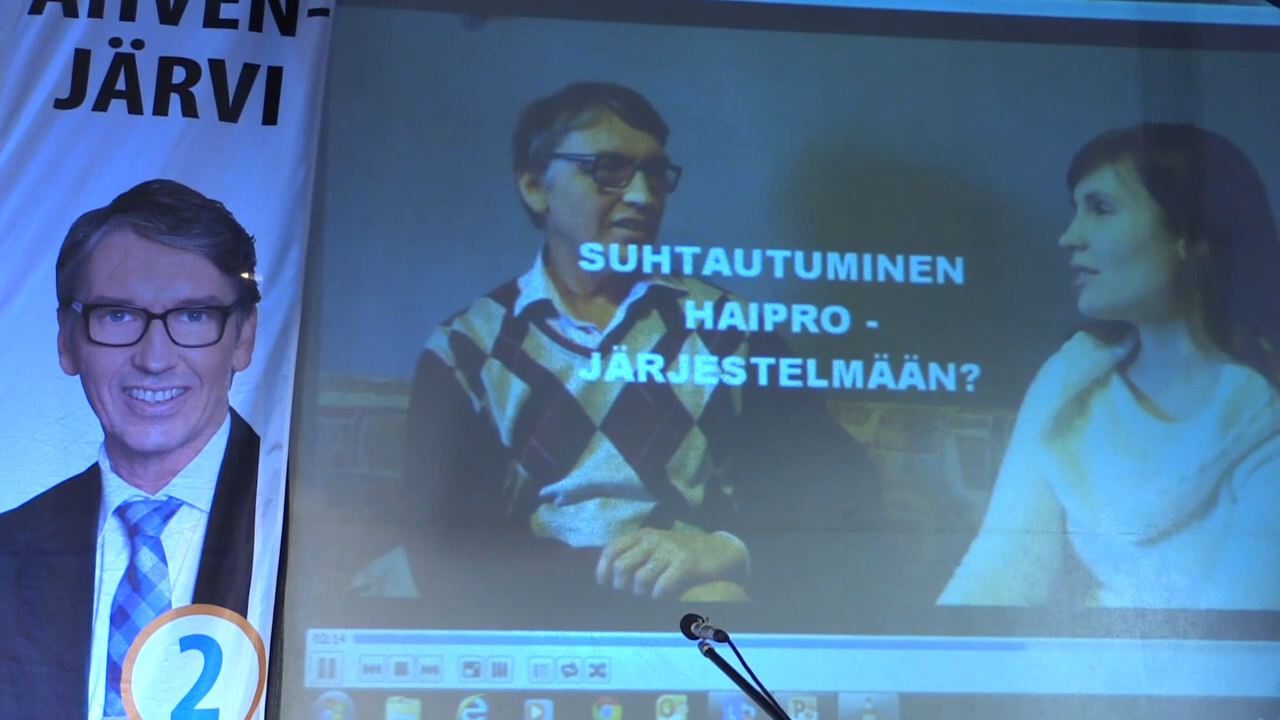 AHVEN-
JÄRVI
2
SUHTAUTUMINEN
HAIPRO -
JÄRJESTELMÄÄN?
02:14